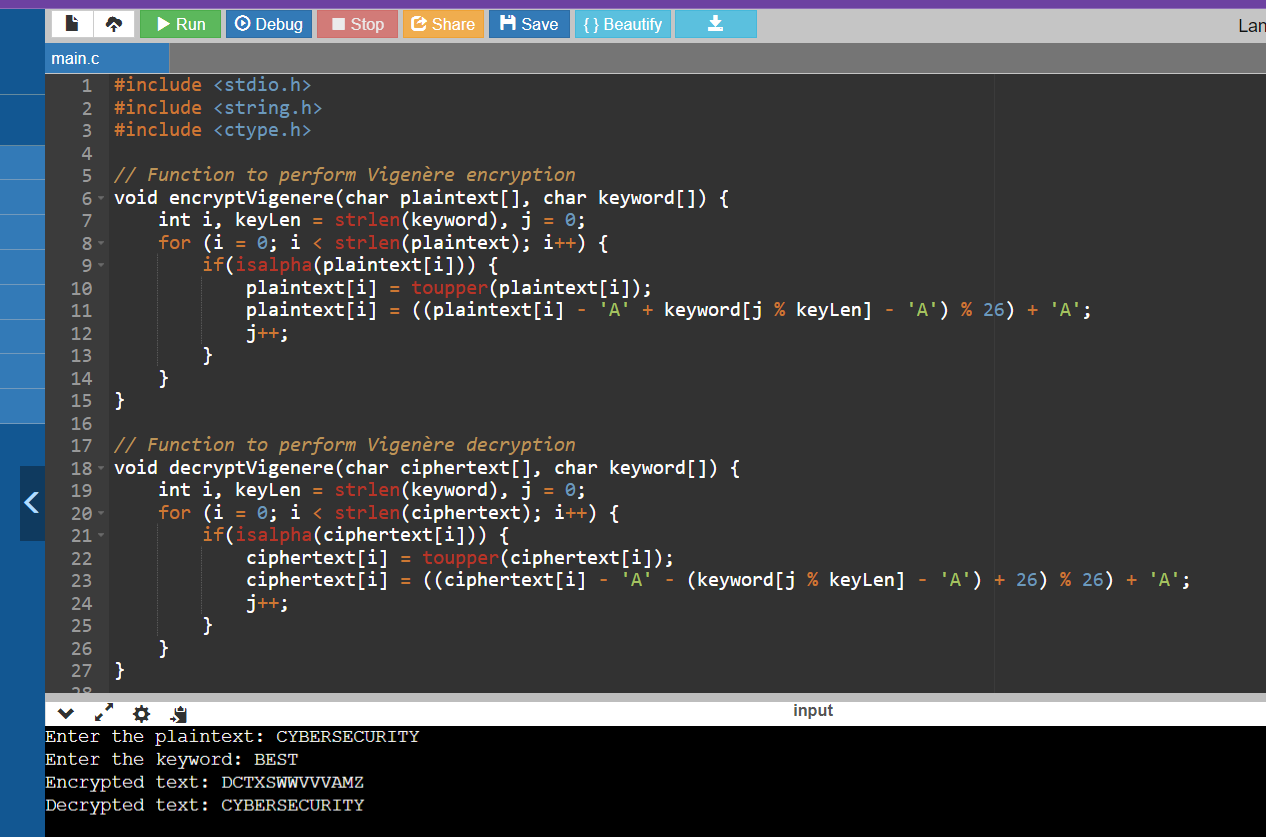 Run Debug Stop Share Save { } Beautify
main.c
1 #include <stdio.h>
2 #include <string.h>
3 #include <ctype.h>
4
5 // Function to perform Vigenère encryption
6 void encryptVigenere(char plaintext[], char keyword[]) {
7 int i, keyLen = strlen(keyword), j = 0;
8 for (i = 0; i < strlen(plaintext); i++) {
9 if(isalpha(plaintext[i])) {
10 plaintext[i] = toupper(plaintext[i]);
11 plaintext[i] = ((plaintext[i] - 'A' + keyword[j % keyLen] - 'A') % 26) + 'A';
12 j++;
13 }
14 }
15 }
16
17 // Function to perform Vigenère decryption
18 void decryptVigenere(char ciphertext[], char keyword[]) {
19 int i, keyLen = strlen(keyword), j = 0;
20 for (i = 0; i < strlen(ciphertext); i++) {
21 if(isalpha(ciphertext[i])) {
22 ciphertext[i] = toupper(ciphertext[i]);
23 ciphertext[i] = ((ciphertext[i] - 'A' - (keyword[j % keyLen] - 'A') + 26) % 26) + 'A';
24 j++;
25 }
26 }
27 }
28
input
Enter the plaintext: CYBERSECURITY
Enter the keyword: BEST
Encrypted text: DCTXSWWVVVAMZ
Decrypted text: CYBERSECURITY